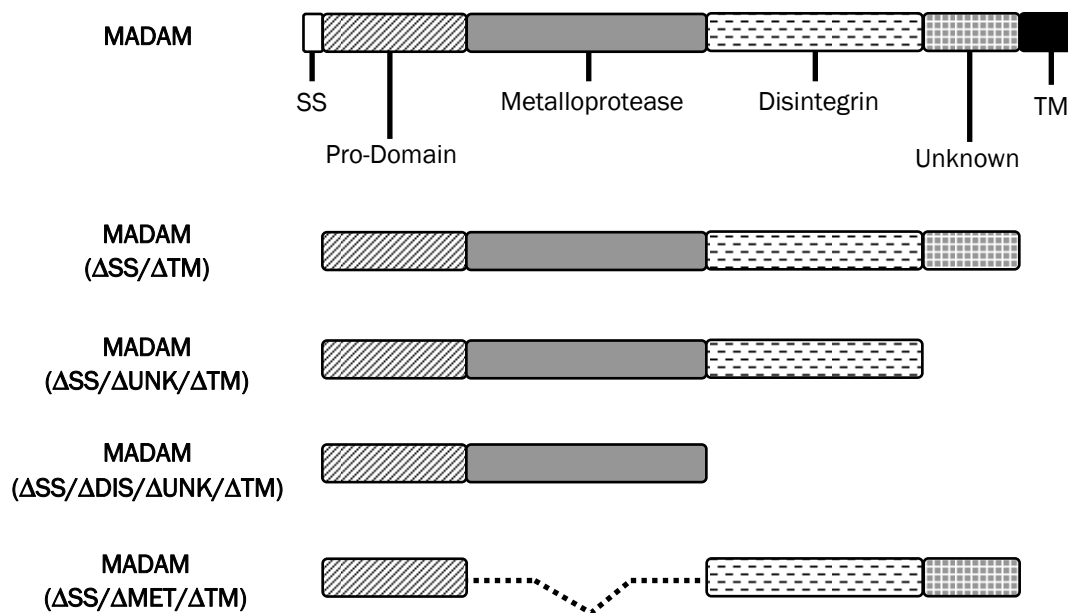 MADAM
SS
Metalloprotease
Disintegrin
TM
Pro-Domain
Unknown
MADAM
(ΔSS/ΔTM)
MADAM
(ΔSS/ΔUNK/ΔTM)
MADAM
(ΔSS/ΔDIS/ΔUNK/ΔTM)
MADAM
(ΔSS/ΔMET/ΔTM)